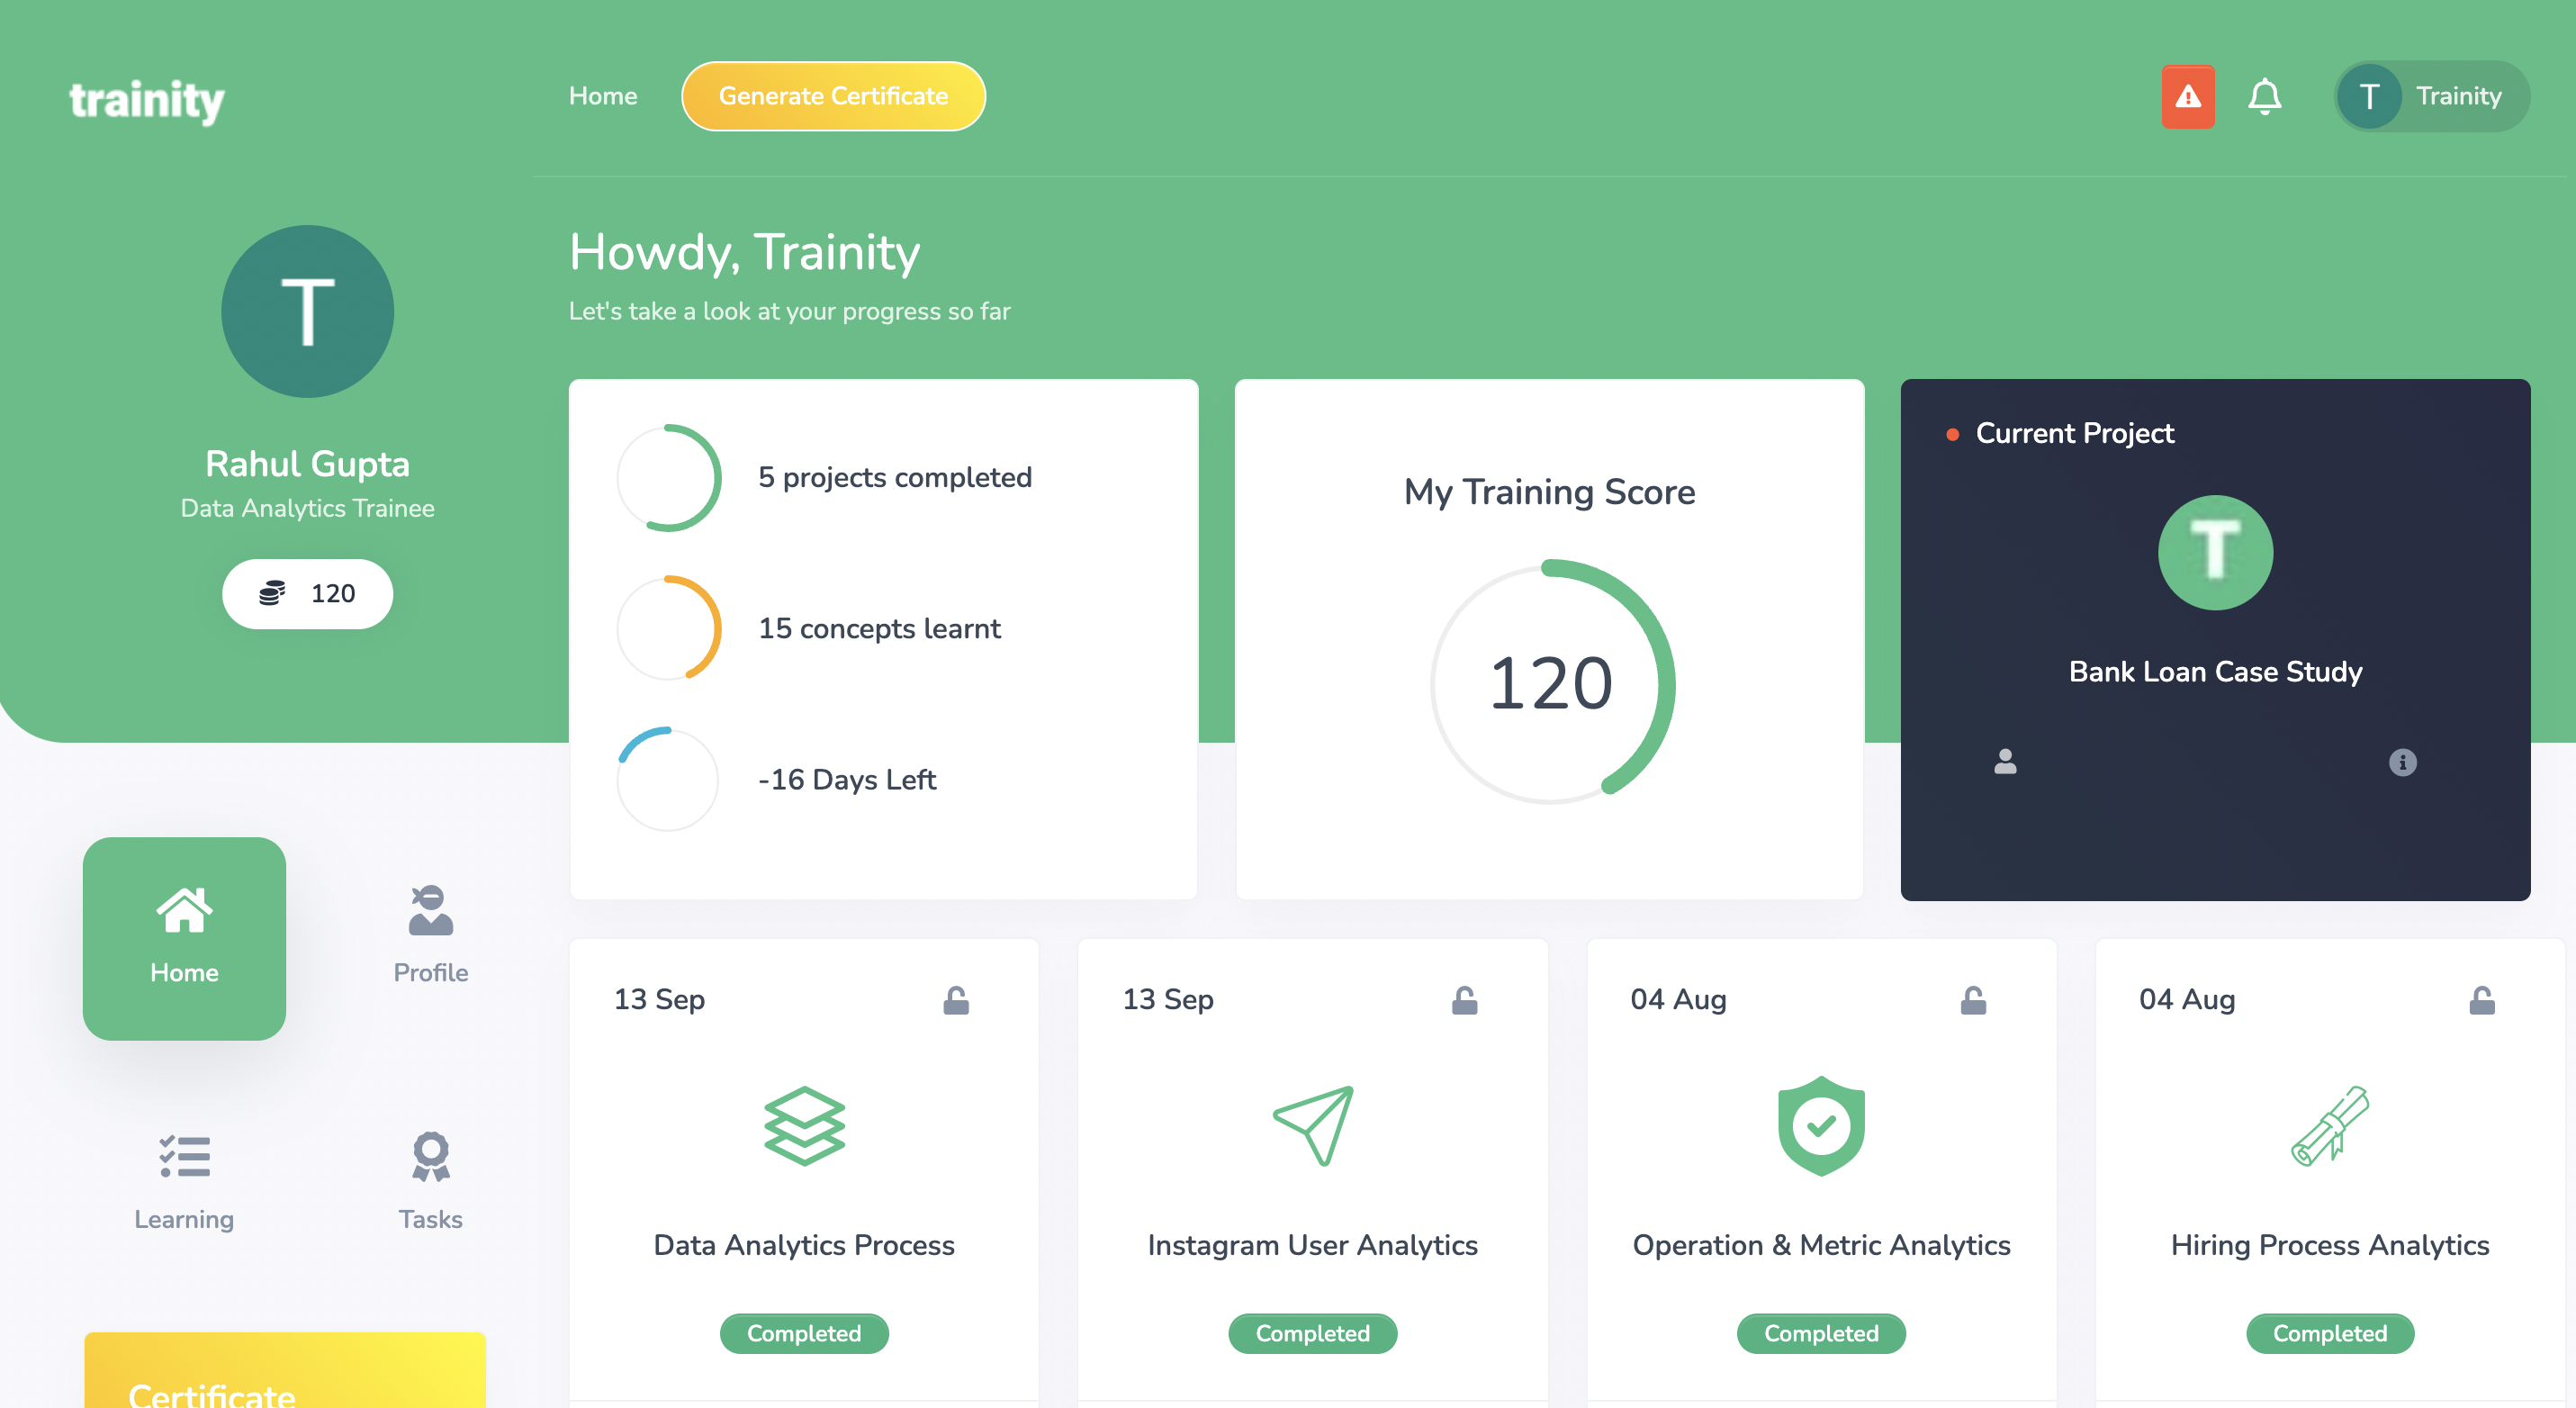 trainity
Home
Generate Certificate
T
Trainity
T
Rahul Gupta
Data Analytics Trainee
120
Howdy, Trainity
Let's take a look at your progress so far
5 projects completed
15 concepts learnt
-16 Days Left
My Training Score
120
Current Project
T
Bank Loan Case Study
Home
Profile
Learning
Tasks
Certificate
13 Sep
Data Analytics Process
Completed
13 Sep
Instagram User Analytics
Completed
04 Aug
Operation & Metric Analytics
Completed
04 Aug
Hiring Process Analytics
Completed